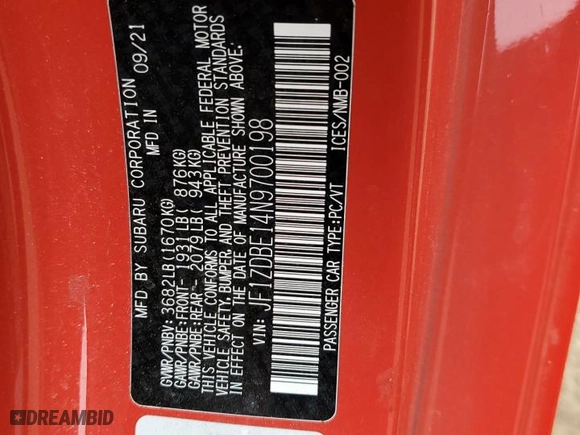 MFD BY SUBARU CORPORATION 09/21
MFD IN
GVWR/PNBV: 3682LB(1670KG)
GAWR/PNBE:FRONT- 1931LB( 876KG)
GAWR/PNBE:REAR- 2079LB( 943KG)
THIS VEHICLE CONFORMS TO ALL APPLICABLE FEDERAL MOTOR
VEHICLE SAFETY, BUMPER AND THEFT PREVENTION STANDARDS
IN EFFECT ON THE DATE OF MANUFACTURE SHOWN ABOVE.
VIN: JF1ZDBE14N9700198
PASSENGER CAR TYPE:PC/VT
ICES/NMB-002
DREAMBID